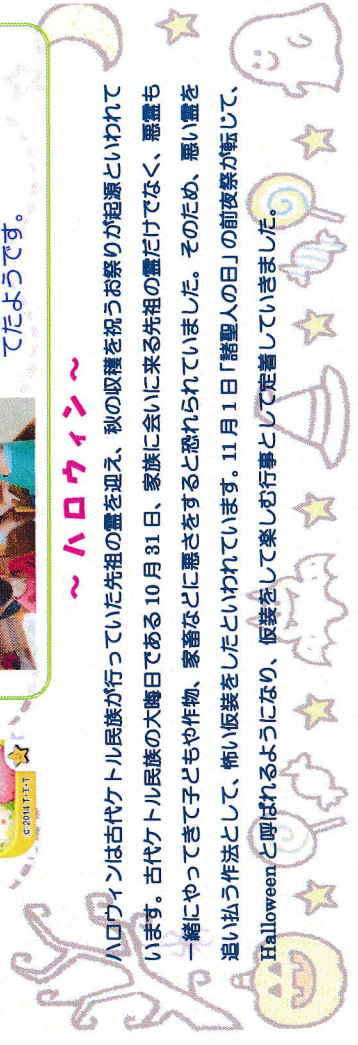 てたようです。
©2014 T・T・T
～ハロウィン～
ハロウィンは古代ケトル民族が行っていた先祖の霊を迎え、秋の収穫を祝うお祭りが起源といわれて
います。古代ケトル民族の大晦日である10月31日、家族に会いに来る先祖の霊だけでなく、悪霊も
一緒にやってきて子どもや作物、家畜などに悪さをすると恐れられていました。そのため、悪い霊を
追い払う作法として、怖い仮装をしたといわれています。11月1日「諸聖人の日」の前夜祭が転じて、
Halloweenと呼ばれるようになり、仮装をして楽しむ行事として定着していきました。